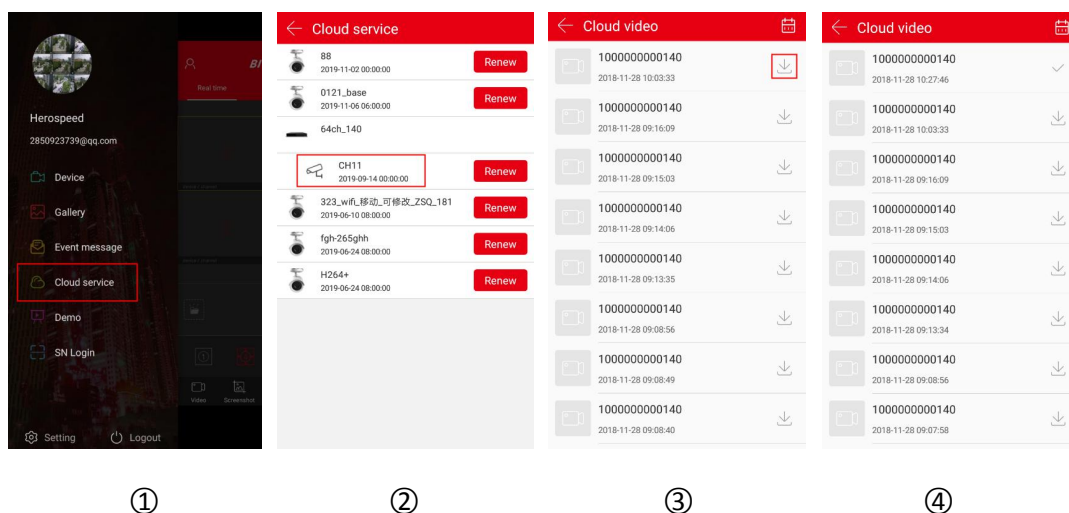 BI
Real time
Herospeed
2850923739@qq.com
Device
Gallery
Event message
Cloud service
Demo
SN Login
Video
Screenshot
Setting
Logout
①
Cloud service
88
2019-11-02 00:00:00
Renew
0121_base
2019-11-06 06:00:00
Renew
64ch_140
CH11
2019-09-14 00:00:00
Renew
323_wifi_移动_可修改_ZSQ_181
2019-06-10 08:00:00
Renew
fgh-265ghh
2019-06-24 08:00:00
Renew
H264+
2019-06-24 08:00:00
Renew
②
Cloud video
1000000000140
2018-11-28 10:03:33
1000000000140
2018-11-28 09:16:09
1000000000140
2018-11-28 09:15:03
1000000000140
2018-11-28 09:14:06
1000000000140
2018-11-28 09:13:35
1000000000140
2018-11-28 09:08:56
1000000000140
2018-11-28 09:08:49
1000000000140
2018-11-28 09:08:40
③
Cloud video
1000000000140
2018-11-28 10:27:46
1000000000140
2018-11-28 10:03:33
1000000000140
2018-11-28 09:16:09
1000000000140
2018-11-28 09:15:03
1000000000140
2018-11-28 09:14:06
1000000000140
2018-11-28 09:13:34
1000000000140
2018-11-28 09:08:56
1000000000140
2018-11-28 09:07:58
④